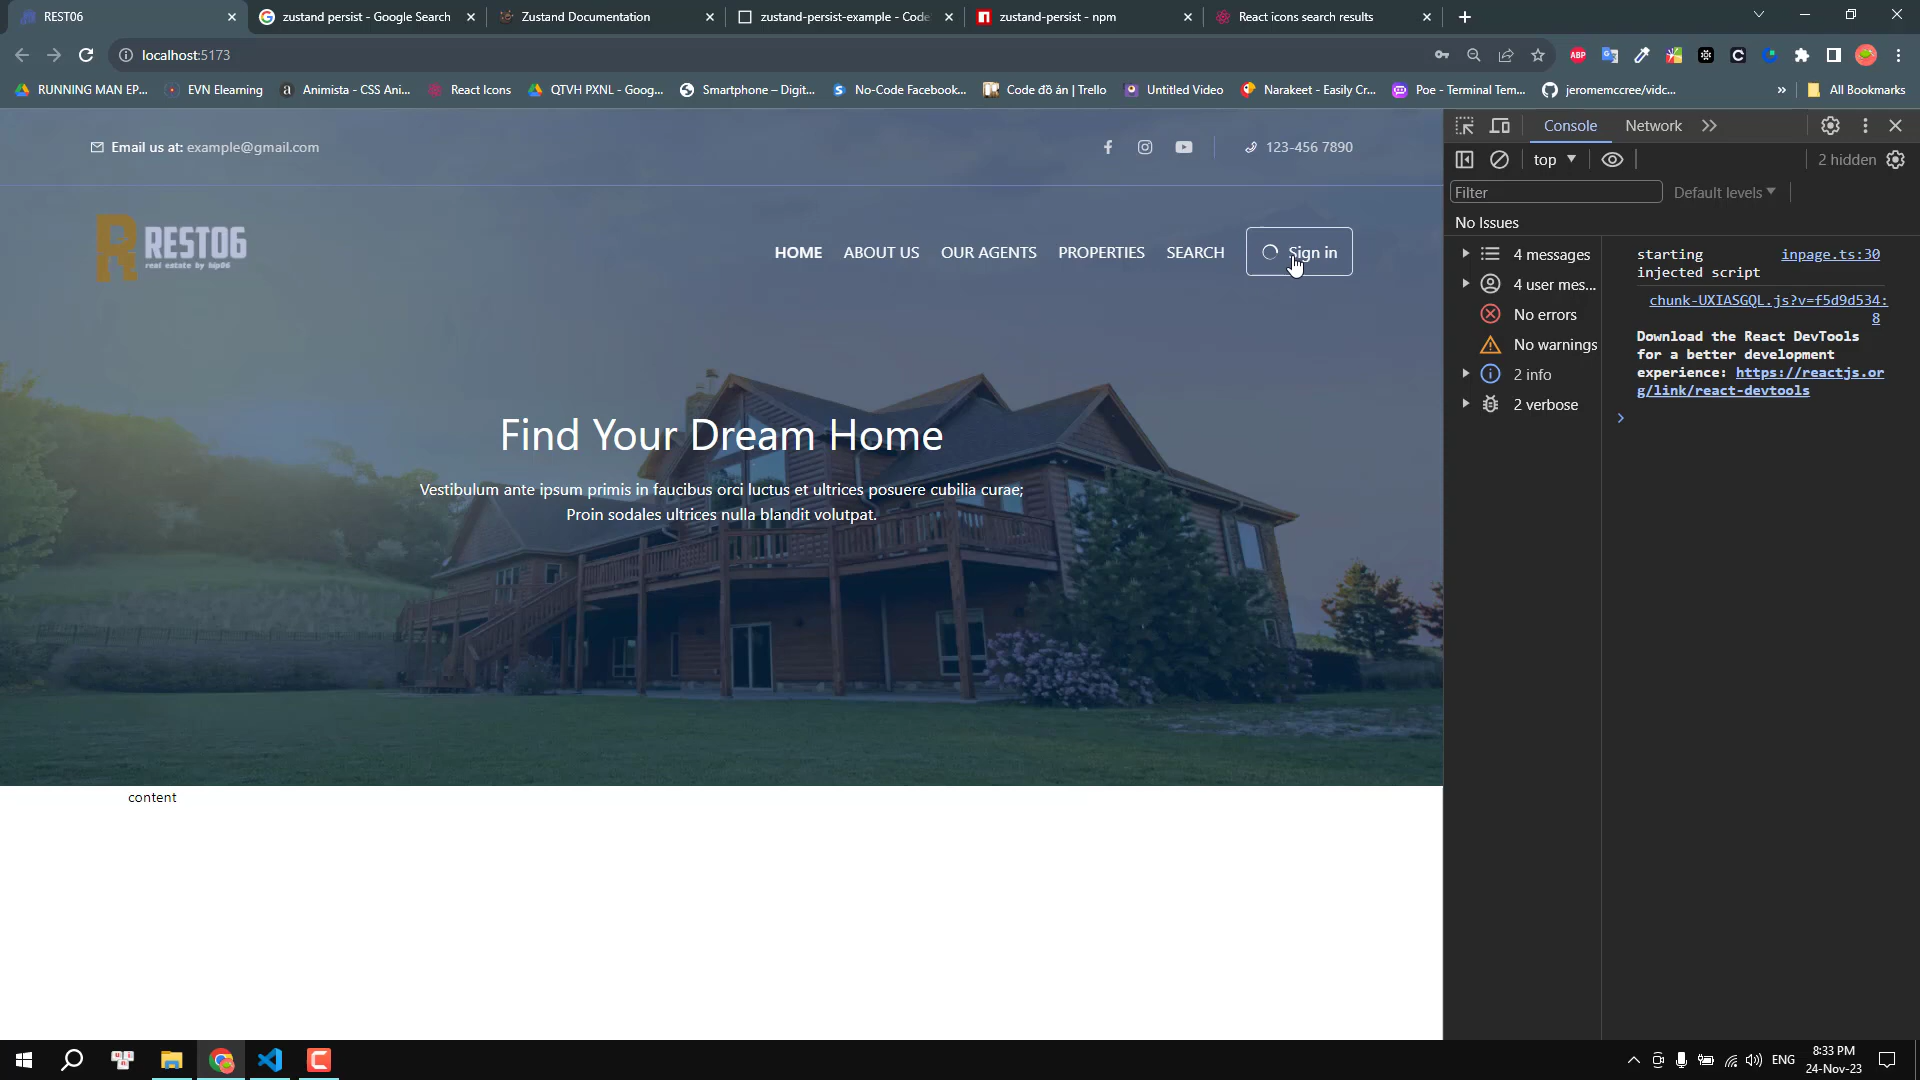 REST06
zustand persist - Google Search
Zustand Documentation
zustand-persist-example - Code
zustand-persist - npm
React icons search results
localhost:5173
ABP
RUNNING MAN EP...
EVN Elearning
Animista - CSS Ani...
React Icons
QTVH PXNL - Goog...
Smartphone – Digit...
No-Code Facebook...
Code đồ án | Trello
Untitled Video
Narakeet - Easily Cr...
Poe - Terminal Tem...
jeromemccree/vidc...
»
All Bookmarks
Email us at: example@gmail.com
123-456 7890
R REST06
real estate by hip06
HOME
ABOUT US
OUR AGENTS
PROPERTIES
SEARCH
Sign in
Find Your Dream Home
Vestibulum ante ipsum primis in faucibus orci luctus et ultrices posuere cubilia curae;
Proin sodales ultrices nulla blandit volutpat.
content
Console
Network
top
2 hidden
Filter
Default levels
No Issues
4 messages
4 user mes...
No errors
No warnings
2 info
2 verbose
starting inpage.ts:30
injected script
chunk-UXIASGQL.js?v=f5d9d534:
8
Download the React DevTools
for a better development
experience: https://reactjs.or
g/link/react-devtools
ENG
8:33 PM
24-Nov-23